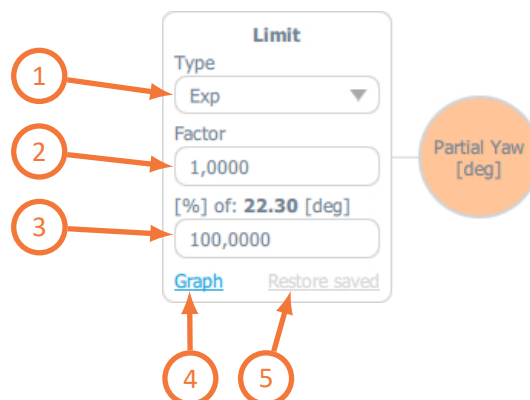 Limit
1
Type
Exp
2
Factor
1,0000
Partial Yaw
[deg]
3
[%] of: 22.30 [deg]
100,0000
Graph Restore saved
4 5